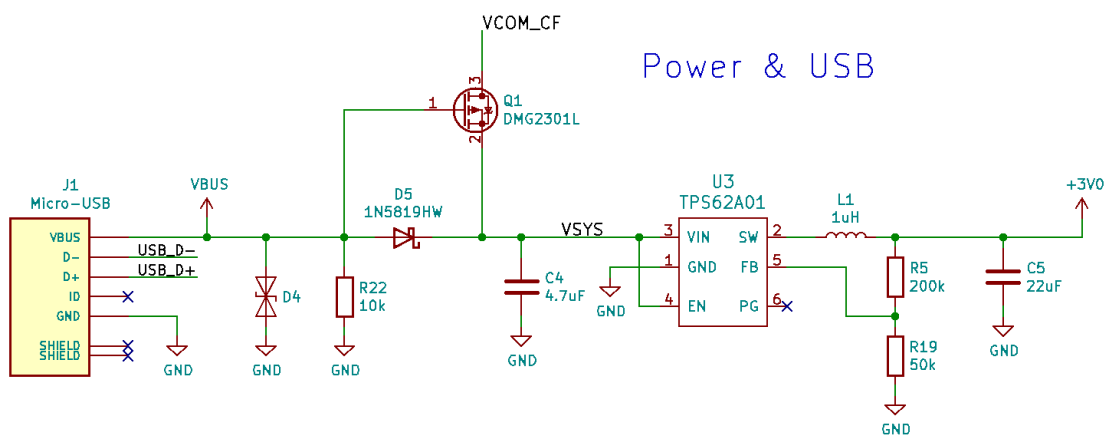 VCOM_CF
Power & USB
3
1
Q1
DMG2301L
2
J1
Micro-USB
VBUS
D5
1N5819HW
U3
TPS62A01
L1
1uH
+3V0
VBUS
D-
USB_D-
D+
USB_D+
ID
GND
SHIELD
SHIELD
GND
D4
GND
R22
10k
GND
VSYS
C4
4.7uF
GND
3 VIN SW 2
1 GND FB 5
4 EN PG 6
GND
R5
200k
R19
50k
GND
C5
22uF
GND